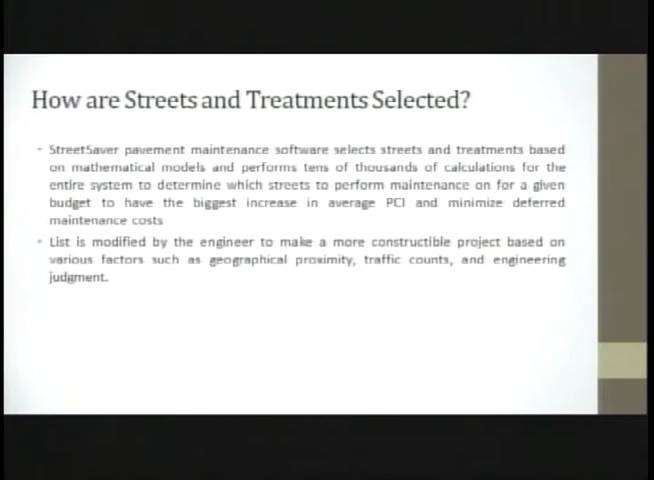 How are Streets and Treatments Selected?
• StreetSaver pavement maintenance software selects streets and treatments based
on mathematical models and performs tens of thousands of calculations for the
entire system to determine which streets to perform maintenance on for a given
budget to have the biggest increase in average PCI and minimize deferred
maintenance costs
• List is modified by the engineer to make a more constructible project based on
various factors such as geographical proximity, traffic counts, and engineering
judgment.